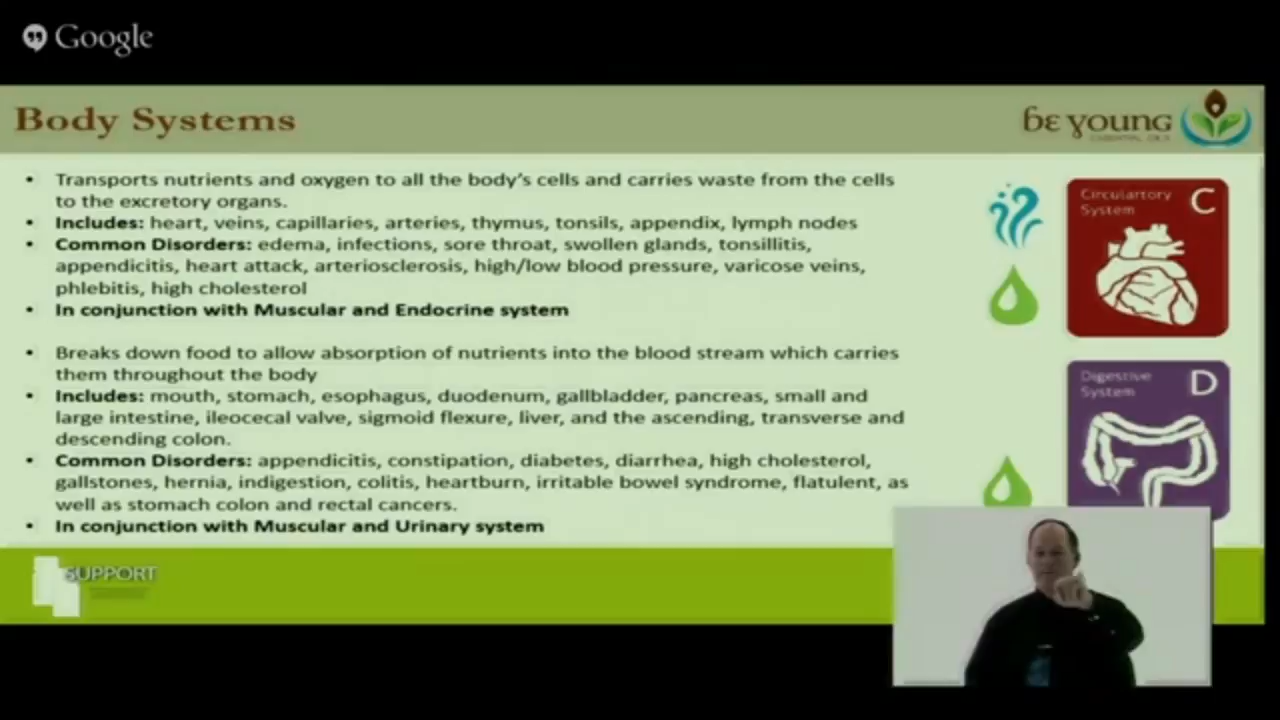 Google
Body Systems
be young
ESSENTIAL OILS
• Transports nutrients and oxygen to all the body's cells and carries waste from the cells
to the excretory organs.
• Includes: heart, veins, capillaries, arteries, thymus, tonsils, appendix, lymph nodes
• Common Disorders: edema, infections, sore throat, swollen glands, tonsillitis,
appendicitis, heart attack, arteriosclerosis, high/low blood pressure, varicose veins,
phlebitis, high cholesterol
• In conjunction with Muscular and Endocrine system
Circulartory C
System
• Breaks down food to allow absorption of nutrients into the blood stream which carries
them throughout the body
• Includes: mouth, stomach, esophagus, duodenum, gallbladder, pancreas, small and
large intestine, ileocecal valve, sigmoid flexure, liver, and the ascending, transverse and
descending colon.
• Common Disorders: appendicitis, constipation, diabetes, diarrhea, high cholesterol,
gallstones, hernia, indigestion, colitis, heartburn, irritable bowel syndrome, flatulent, as
well as stomach colon and rectal cancers.
• In conjunction with Muscular and Urinary system
Digestive D
System
SUPPORT